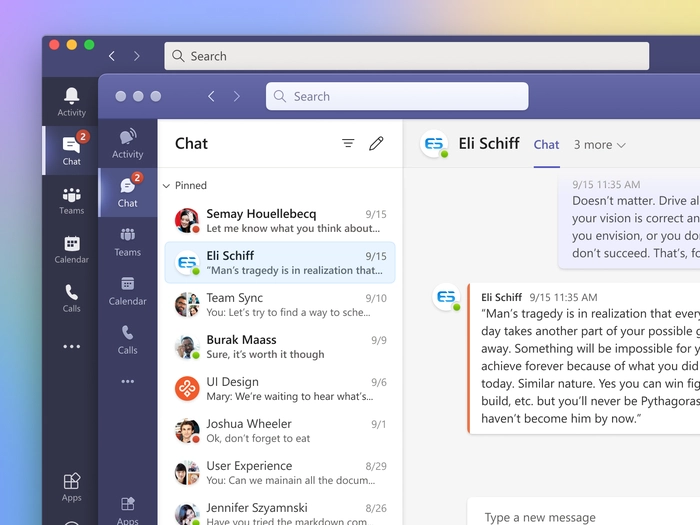 Search
Search
Activity
2
Chat
Teams
Calendar
Calls
Apps
Activity
2
Chat
Teams
Calendar
Calls
Apps
Chat
Pinned
Semay Houellebecq 9/15
Let me know what you think about...
ES
Eli Schiff 9/15
“Man’s tragedy is in realization that...
Team Sync 9/10
You: Let’s try to find a way to sche...
Burak Maass 9/9
Sure, it’s worth it though
UI Design 9/6
Mary: We’re waiting to hear what’s...
Joshua Wheeler 9/1
Ok, don’t forget to eat
User Experience 8/29
You: Can we mainain all the docum...
Jennifer Szyamnski 8/26
Have you tried the markdown com...
ES Eli Schiff Chat 3 more
9/15 11:35 AM
Doesn’t matter. Drive al
your vision is correct an
you envision, or you do
don’t succeed. That’s, fo
ES
Eli Schiff 9/15 11:35 AM
“Man’s tragedy is in realization that every
day takes another part of your possible g
away. Something will be impossible for y
achieve forever because of what you did
today. Similar nature. Yes you can win fig
build, etc. but you’ll never be Pythagoras
haven’t become him by now.”
Type a new message